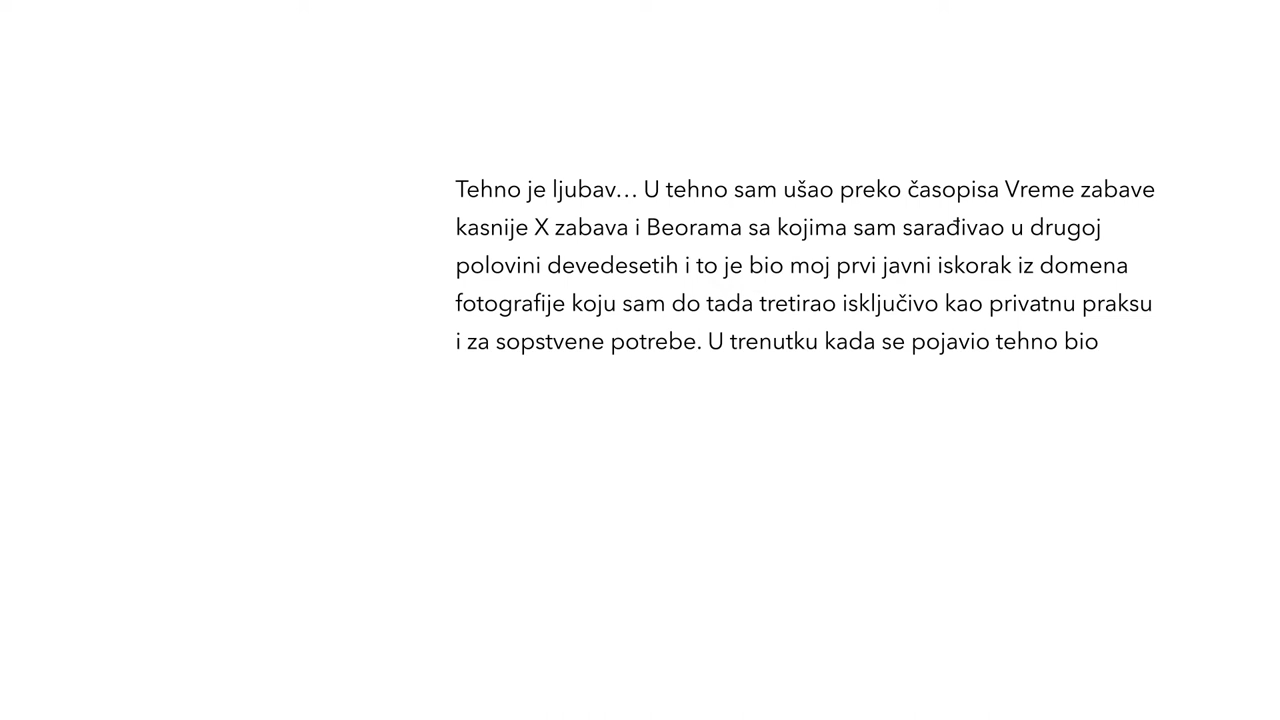 Tehno je ljubav… U tehno sam ušao preko časopisa Vreme zabave
kasnije X zabava i Beorama sa kojima sam sarađivao u drugoj
polovini devedesetih i to je bio moj prvi javni iskorak iz domena
fotografije koju sam do tada tretirao isključivo kao privatnu praksu
i za sopstvene potrebe. U trenutku kada se pojavio tehno bio